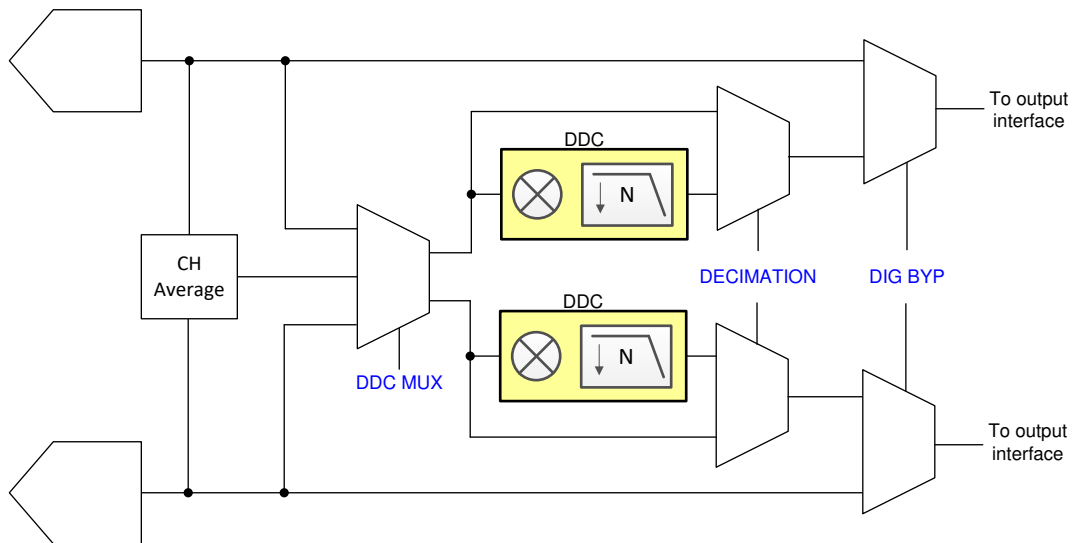 To output
interface
DDC
N
CH
Average
DECIMATION
DIG BYP
DDC
N
DDC MUX
To output
interface